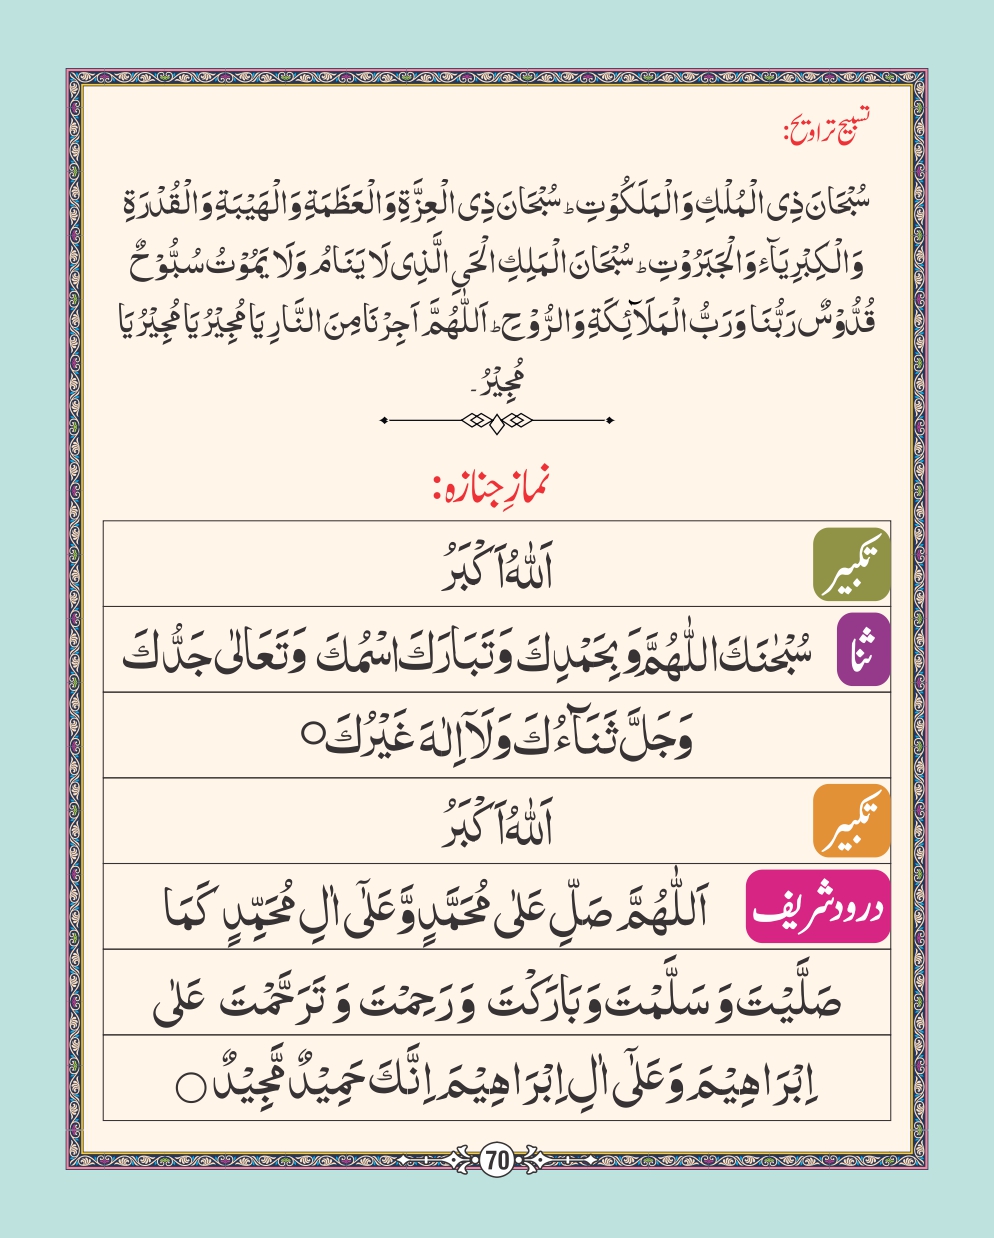 تسبیح تراویح:
سُبْحَانَ ذِی الْمُلْكِ وَالْمَلَكُوْتِ ؕ سُبْحَانَ ذِی الْعِزَّةِ وَالْعَظَمَةِ وَالْهَيْبَةِ وَالْقُدْرَةِ
وَالْكِبْرِيَآءِ وَالْجَبَرُوْتِ ؕ سُبْحَانَ الْمَلِكِ الْحَیِ الَّذِی لَا يَنَامُ وَلَا يَمُوْتُ سُبُّوْحٌ
قُدُّوْسٌ رَبُّنَا وَرَبُّ الْمَلَآئِكَةِ وَالرُّوْحِ ؕ اَللّٰهُمَّ اَجِرْنَا مِنَ النَّارِ يَا مُجِيْرُ يَا مُجِيْرُ يَا
مُجِيْرُ۔
نمازِ جنازہ:
تکبیر اَللّٰهُ اَكْبَرُ
ثنا سُبْحٰنَكَ اللّٰهُمَّ وَبِحَمْدِكَ وَتَبَارَكَ اسْمُكَ وَتَعَالٰی جَدُّكَ
وَجَلَّ ثَنَآءُكَ وَلَآ اِلٰهَ غَيْرُكَ ○
تکبیر اَللّٰهُ اَكْبَرُ
درود شریف اَللّٰهُمَّ صَلِّ عَلٰی مُحَمَّدٍ وَّعَلٰٓی اٰلِ مُحَمِّدٍ كَمَا
صَلَّيْتَ وَ سَلَّمْتَ وَبَارَكْتَ وَ رَحِمْتَ وَ تَرَحَّمْتَ عَلٰی
اِبْرَاهِيْمَ وَعَلٰٓی اٰلِ اِبْرَاهِيْمَ اِنَّكَ حَمِيْدٌ مَّجِيْدٌ ○
70